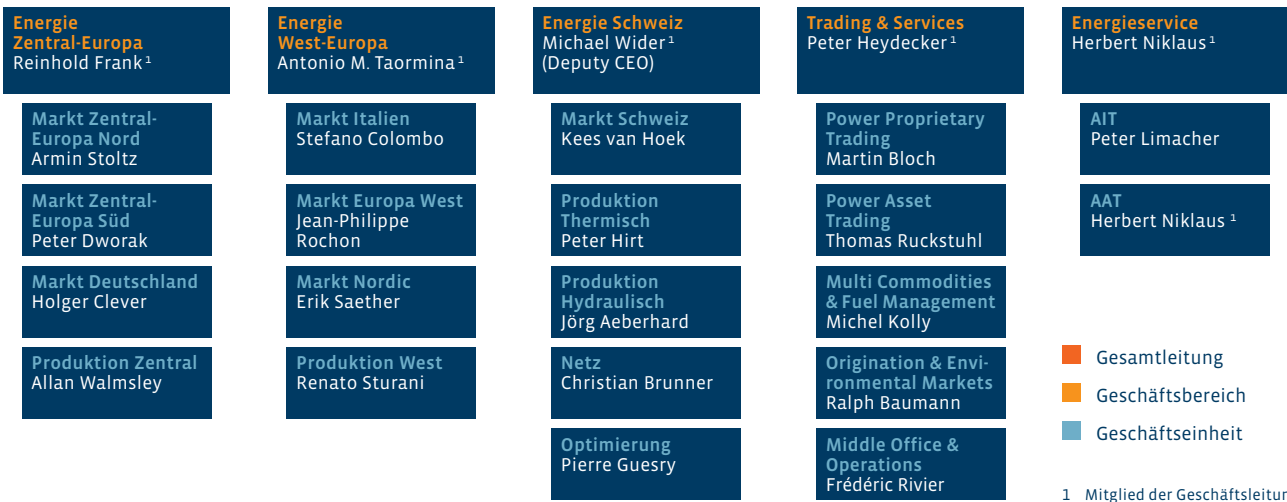 Energie
Zentral-Europa
Reinhold Frank ¹
Markt Zentral-
Europa Nord
Armin Stoltz
Markt Zentral-
Europa Süd
Peter Dworak
Markt Deutschland
Holger Clever
Produktion Zentral
Allan Walmsley
Energie
West-Europa
Antonio M. Taormina ¹
Markt Italien
Stefano Colombo
Markt Europa West
Jean-Philippe
Rochon
Markt Nordic
Erik Saether
Produktion West
Renato Sturani
Energie Schweiz
Michael Wider ¹
(Deputy CEO)
Markt Schweiz
Kees van Hoek
Produktion
Thermisch
Peter Hirt
Produktion
Hydraulisch
Jörg Aeberhard
Netz
Christian Brunner
Optimierung
Pierre Guesry
Trading & Services
Peter Heydecker ¹
Power Proprietary
Trading
Martin Bloch
Power Asset
Trading
Thomas Ruckstuhl
Multi Commodities
& Fuel Management
Michel Kolly
Origination & Envi-
ronmental Markets
Ralph Baumann
Middle Office &
Operations
Frédéric Rivier
Energieservice
Herbert Niklaus ¹
AIT
Peter Limacher
AAT
Herbert Niklaus ¹
Gesamtleitung
Geschäftsbereich
Geschäftseinheit
1 Mitglied der